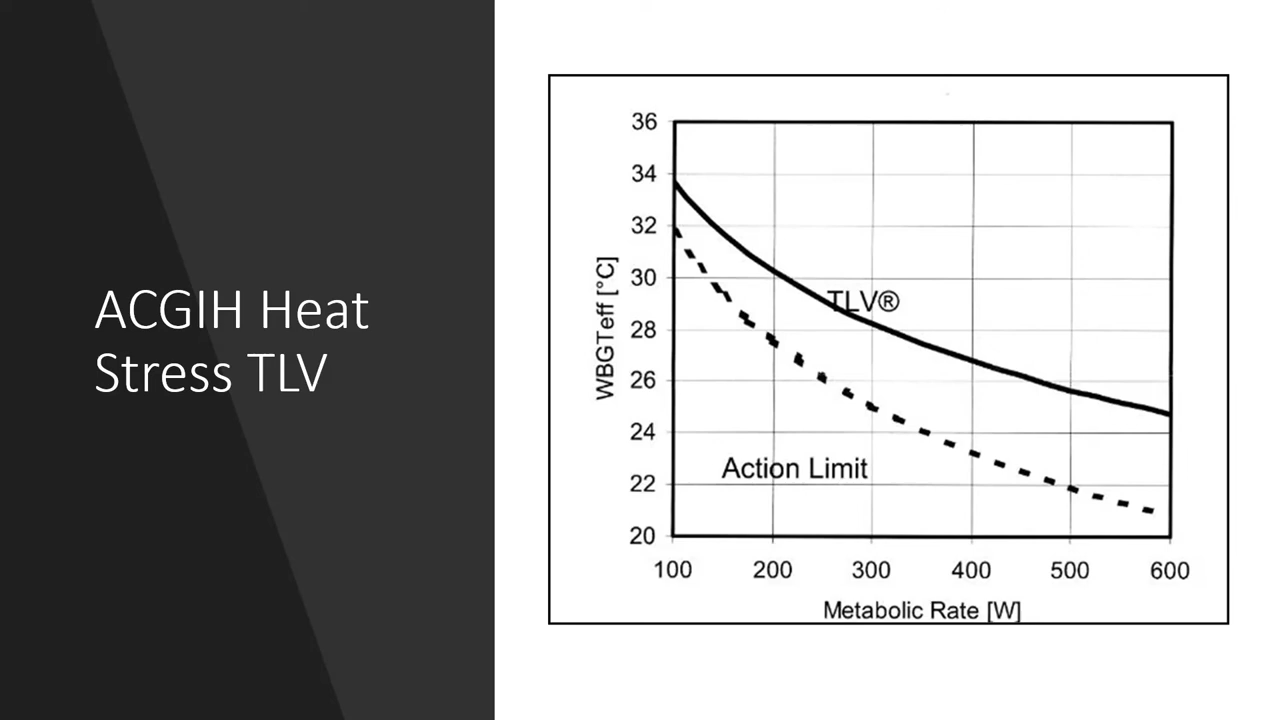 ACGIH Heat
Stress TLV
36
34
32
30
28
26
24
22
20
WBGTeff [°C]
TLV®
Action Limit
100 200 300 400 500 600
Metabolic Rate [W]